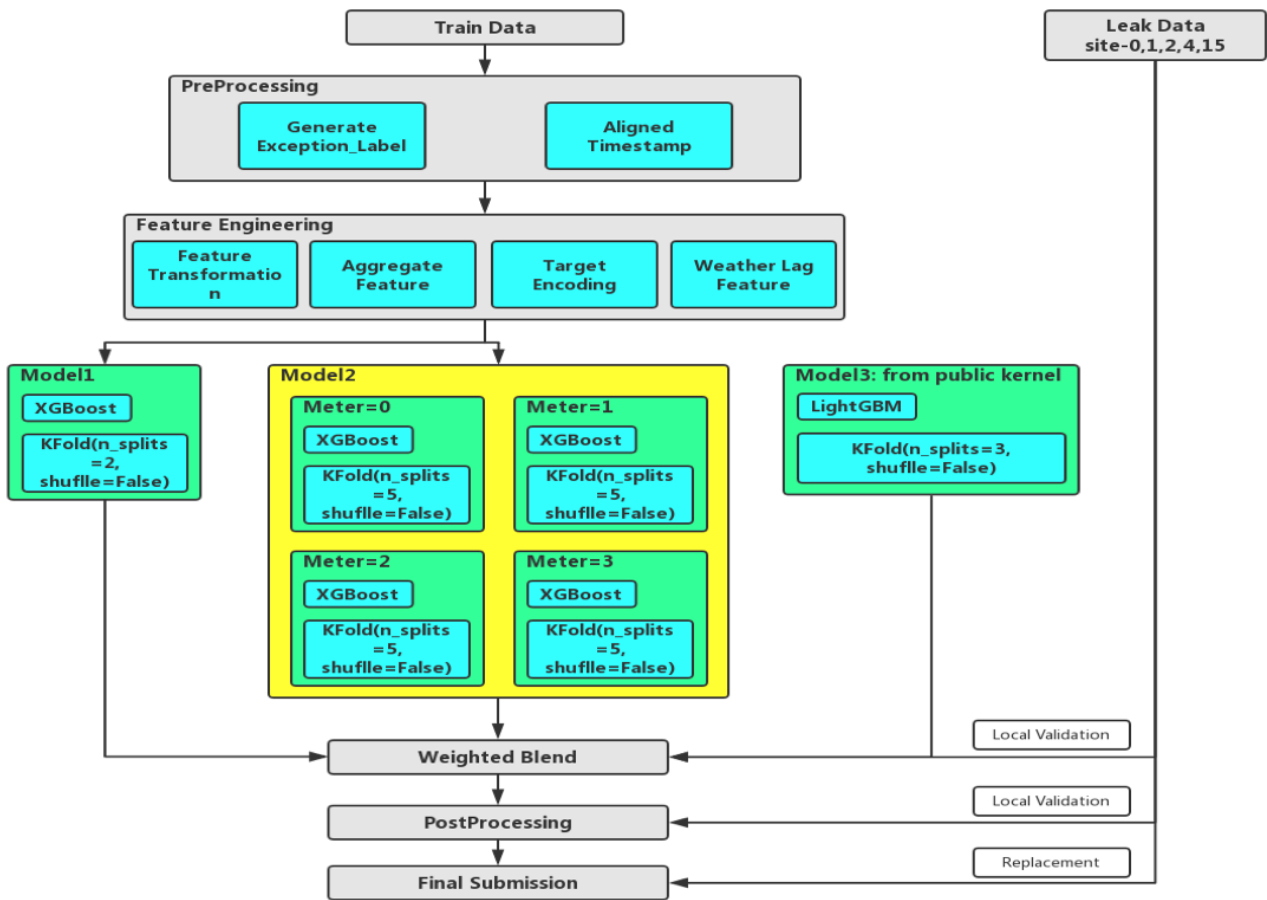 Train Data
Leak Data
site-0,1,2,4,15
PreProcessing
Generate
Exception_Label
Aligned
Timestamp
Feature Engineering
Feature
Transformatio
n
Aggregate
Feature
Target
Encoding
Weather Lag
Feature
Model1
XGBoost
KFold(n_splits
=2,
shuflle=False)
Model2
Meter=0
XGBoost
KFold(n_splits
=5,
shuflle=False)
Meter=1
XGBoost
KFold(n_splits
=5,
shuflle=False)
Meter=2
XGBoost
KFold(n_splits
=5,
shuflle=False)
Meter=3
XGBoost
KFold(n_splits
=5,
shuflle=False)
Model3: from public kernel
LightGBM
KFold(n_splits=3,
shuflle=False)
Local Validation
Weighted Blend
Local Validation
PostProcessing
Replacement
Final Submission